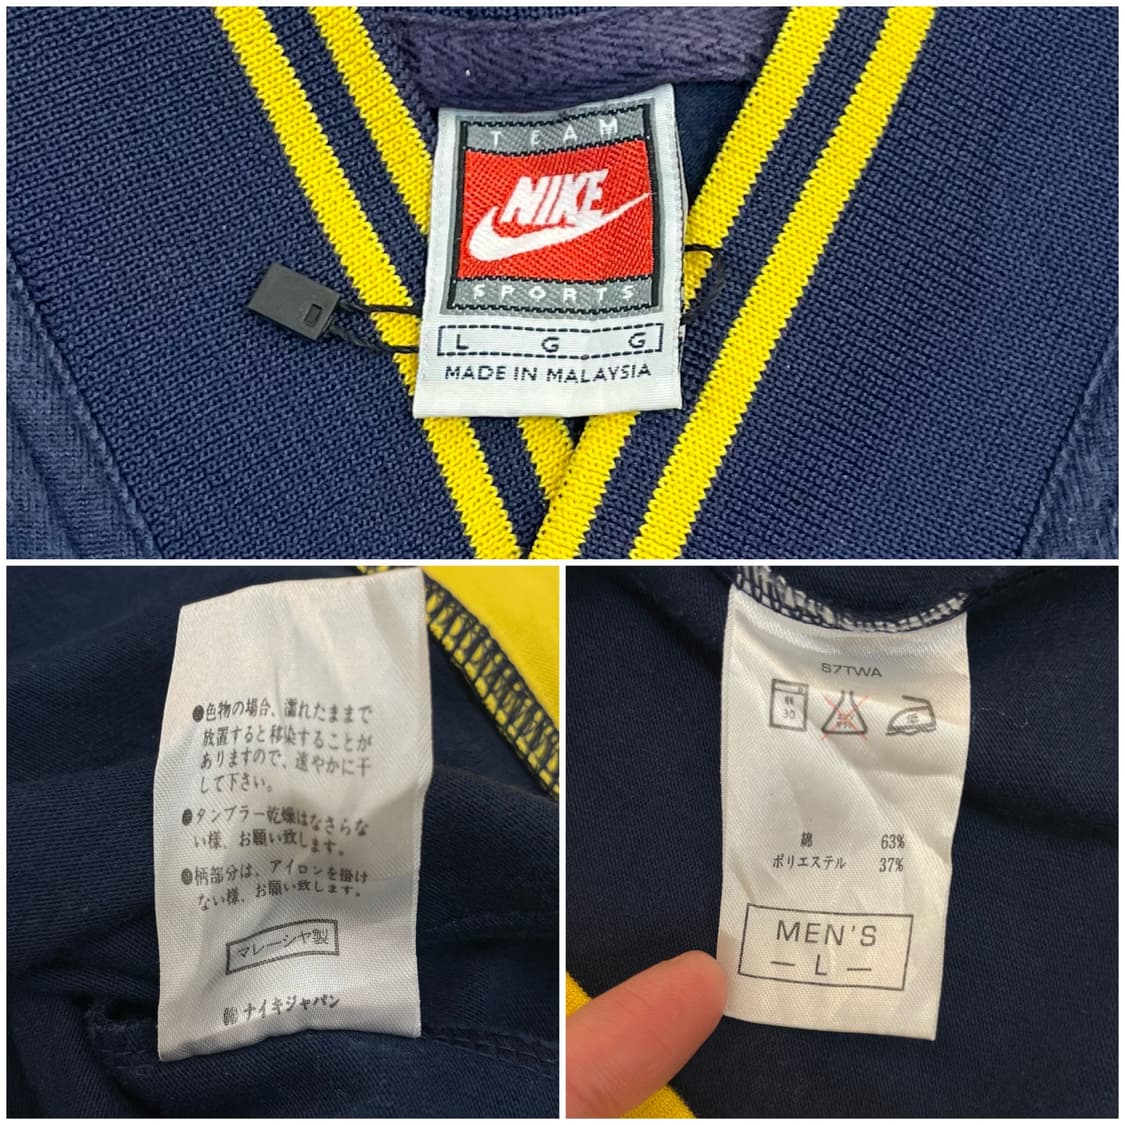 TEAM
NIKE
SPORTS
L G G
MADE IN MALAYSIA
●色物の場合、濡れたままで
放置すると移染することが
ありますので、速やかに干
して下さい。
●タンブラー乾燥はなさらな
い様、お願い致します。
●柄部分は、アイロンを掛け
ない様、お願い致します。
マレーシャ製
㈱ナイキジャパン
S7TWA
30
綿 63%
ポリエステル 37%
MEN'S
— L —